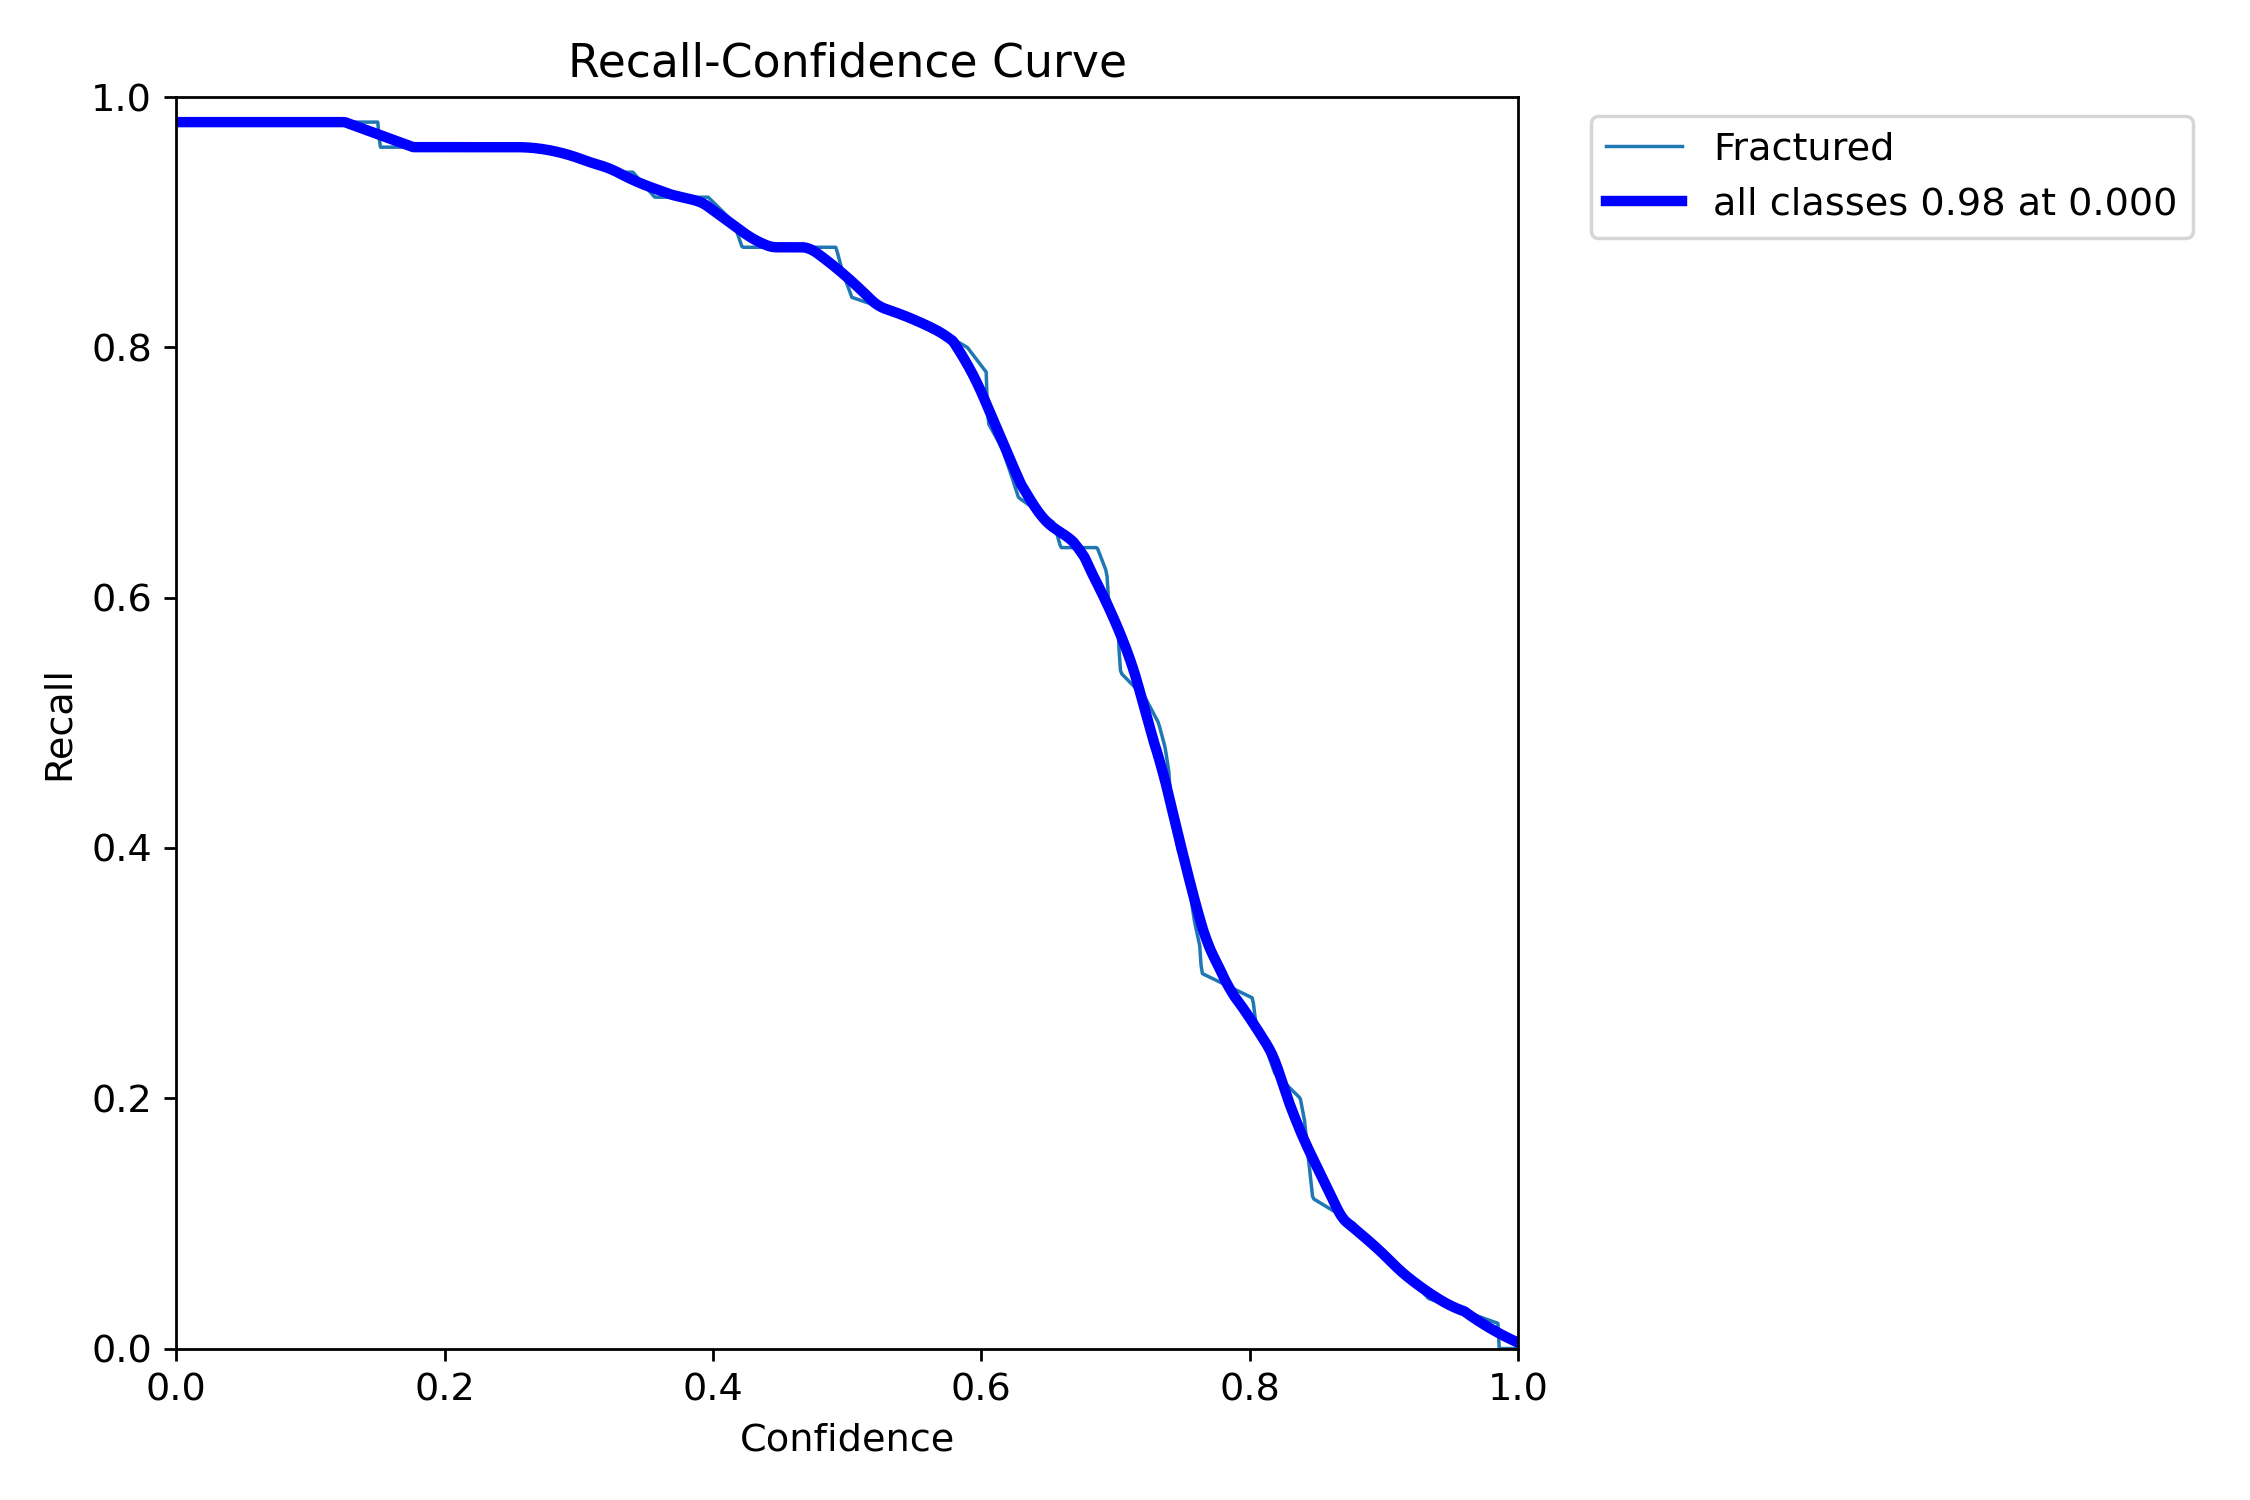 Recall-Confidence Curve
Fractured
all classes 0.98 at 0.000
1.0
0.8
0.6
0.4
0.2
0.0
Recall
0.0 0.2 0.4 0.6 0.8 1.0
Confidence